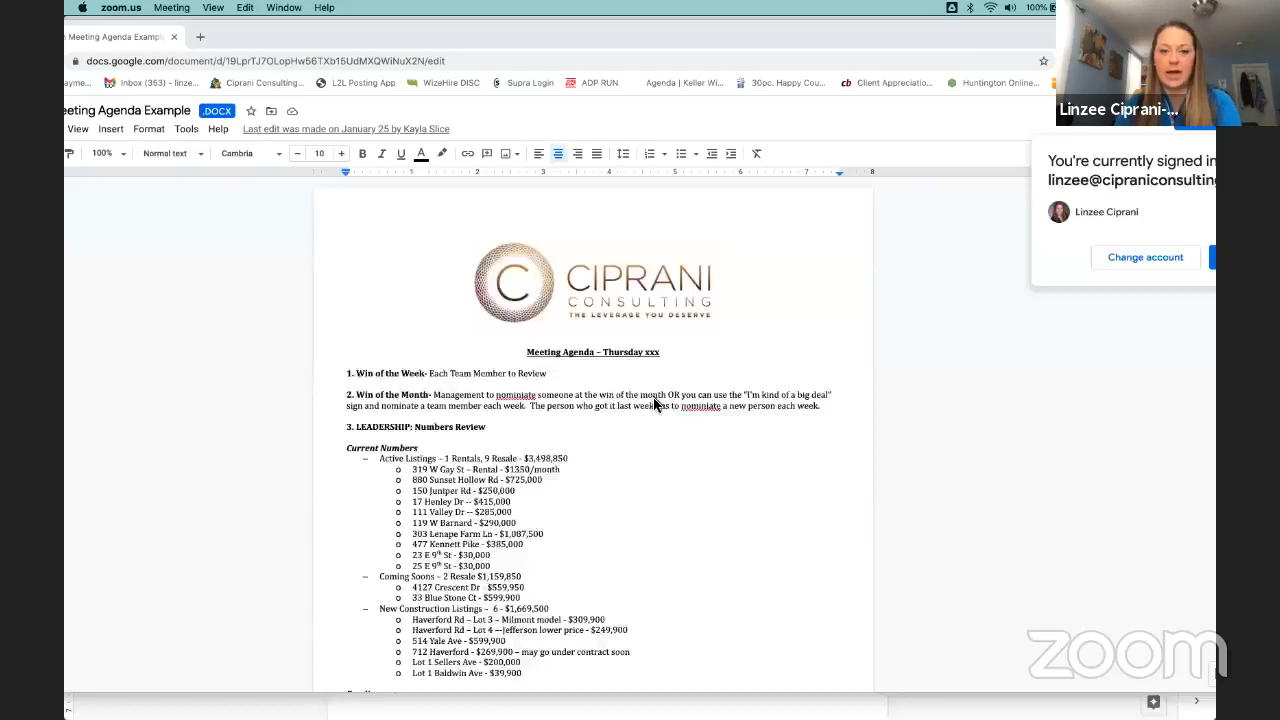 zoom.us Meeting View Edit Window Help 100%
Meeting Agenda Example
docs.google.com/document/d/19LprTJ7OLopHw56TXb15UdMXQWiNuX2N/edit
Inbox (353) - linze... Ciprani Consulting... L2L Posting App WizeHire DISC Supra Login ADP RUN Agenda | Keller Wi... 30pc. Happy Cou... Client Appreciatio... Huntington Online...
eeting Agenda Example .DOCX
View Insert Format Tools Help Last edit was made on January 25 by Kayla Slice
100% Normal text Cambria 10
1 2 3 4 5 6 7 8
Linzee Ciprani-...
You're currently signed in
linzee@cipraniconsulting
Linzee Ciprani
Change account
C CIPRANI
CONSULTING
THE LEVERAGE YOU DESERVE
Meeting Agenda – Thursday xxx
1. Win of the Week- Each Team Member to Review
2. Win of the Month- Management to nominiate someone at the win of the month OR you can use the "I'm kind of a big deal"
sign and nominate a team member each week. The person who got it last week to nominiate a new person each week.
3. LEADERSHIP: Numbers Review
Current Numbers
– Active Listings – 1 Rentals, 9 Resale - $3,498,850
o 319 W Gay St – Rental - $1350/month
o 880 Sunset Hollow Rd - $725,000
o 150 Juniper Rd - $250,000
o 17 Henley Dr -- $415,000
o 111 Valley Dr -- $285,000
o 119 W Barnard - $290,000
o 303 Lenape Farm Ln - $1,087,500
o 477 Kennett Pike - $385,000
o 23 E 9th St - $30,000
o 25 E 9th St - $30,000
– Coming Soons – 2 Resale $1,159,850
o 4127 Crescent Dr - $559,950
o 33 Blue Stone Ct - $599,900
– New Construction Listings – 6 - $1,669,500
o Haverford Rd – Lot 3 – Milmont model - $309,900
o Haverford Rd – Lot 4 –-Jefferson lower price - $249,900
o 514 Yale Ave - $599,900
o 712 Haverford - $269,900 – may go under contract soon
o Lot 1 Sellers Ave - $200,000
o Lot 1 Baldwin Ave - $39,900
zoom